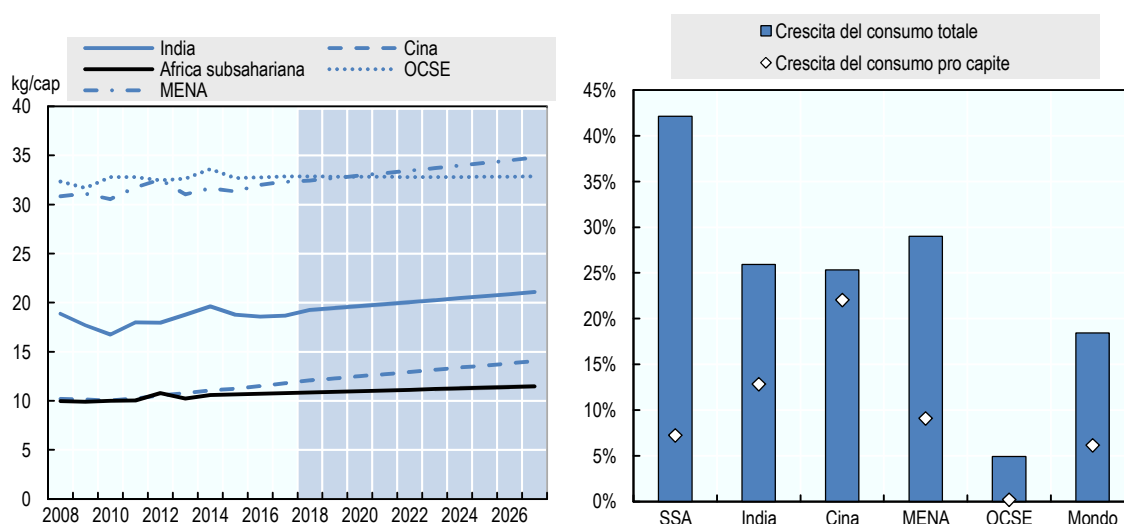 India
Cina
Africa subsahariana
OCSE
MENA
kg/cap
40
35
30
25
20
15
10
5
0
2008 2010 2012 2014 2016 2018 2020 2022 2024 2026
Crescita del consumo totale
Crescita del consumo pro capite
45%
40%
35%
30%
25%
20%
15%
10%
5%
0%
SSA India Cina MENA OCSE Mondo